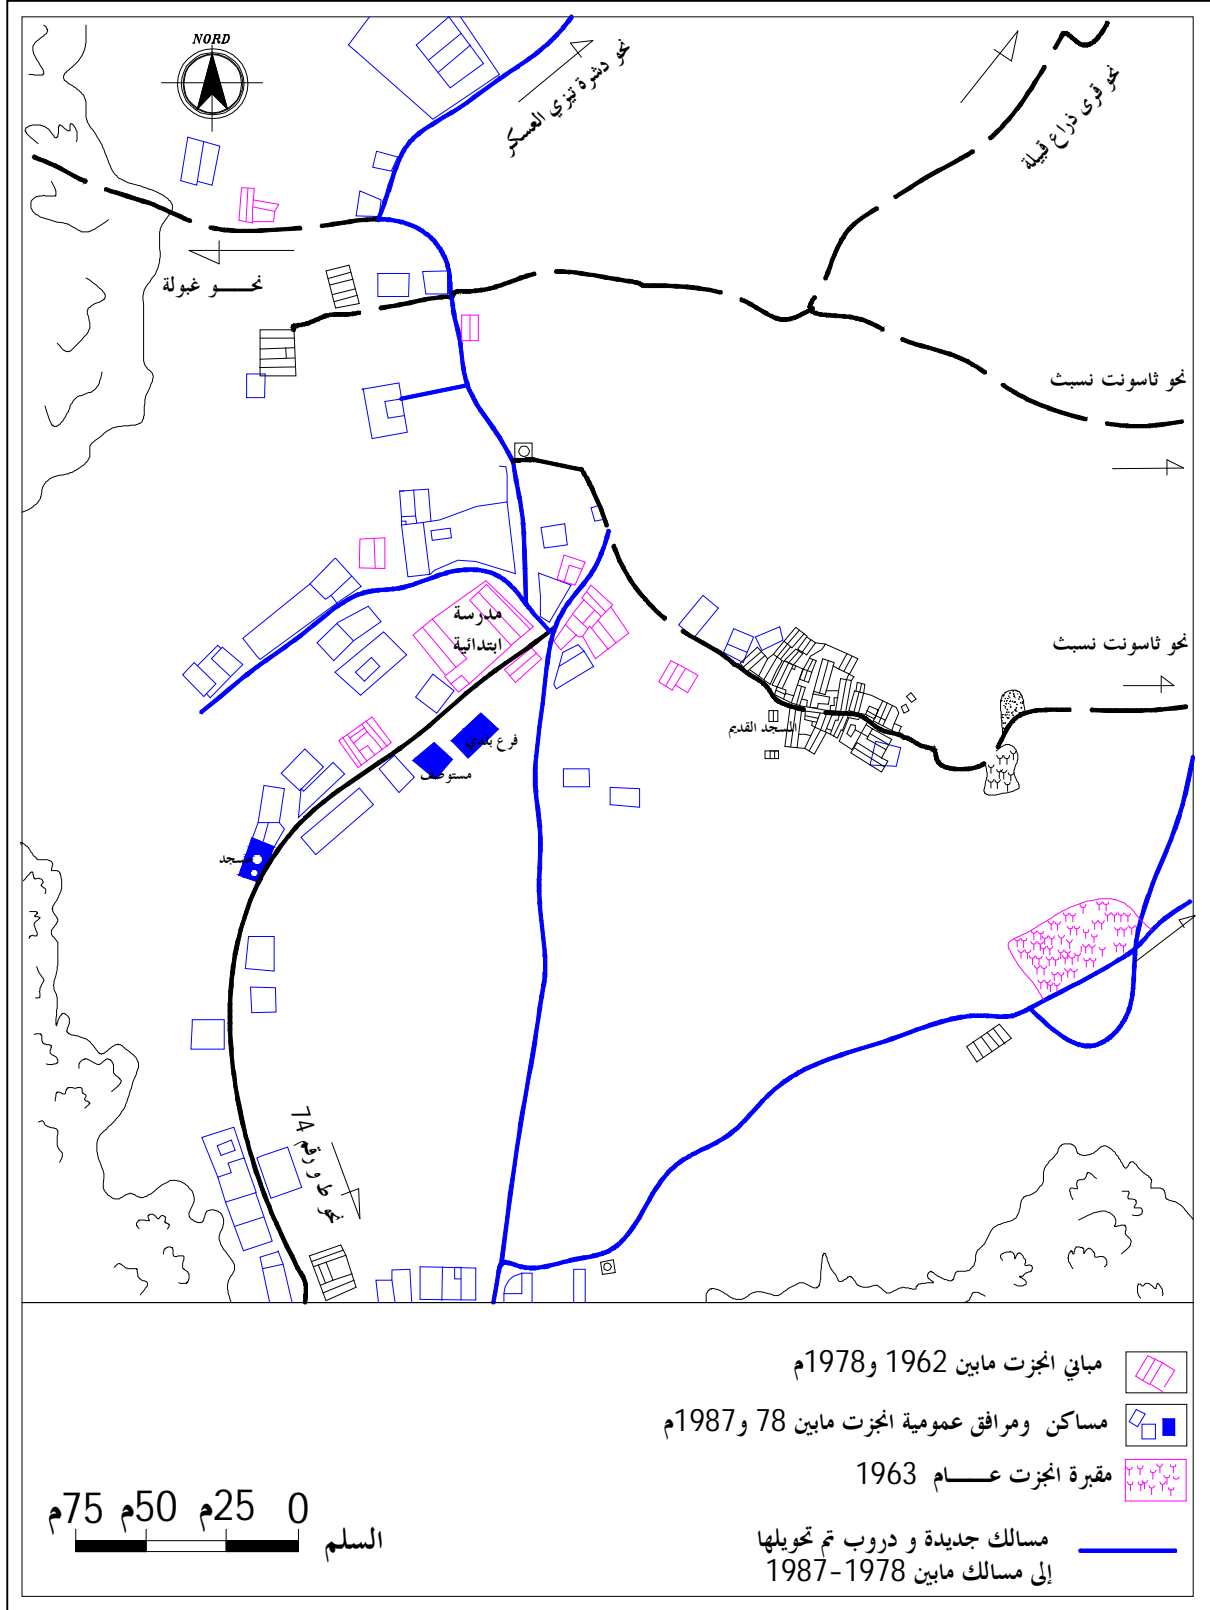 NORD
نحو دشرة تيزي العسكر
نحو قرى ذراع قبيلة
نحـــــو غبولة
نحو ثاسونت نسبث
مدرسة
ابتدائية
نحو ثاسونت نسبث
المسجد القديم
فرع بلدي
مستوصف
مسجد
نحو ط و رقم 74
مباني انجزت مابين 1962 و1978م
مساكن ومرافق عمومية انجزت مابين 78 و1987م
مقبرة انجزت عـــــام 1963
مسالك جديدة و دروب تم تحويلها
إلى مسالك مابين 1978-1987
السلم
0 25م 50م 75م